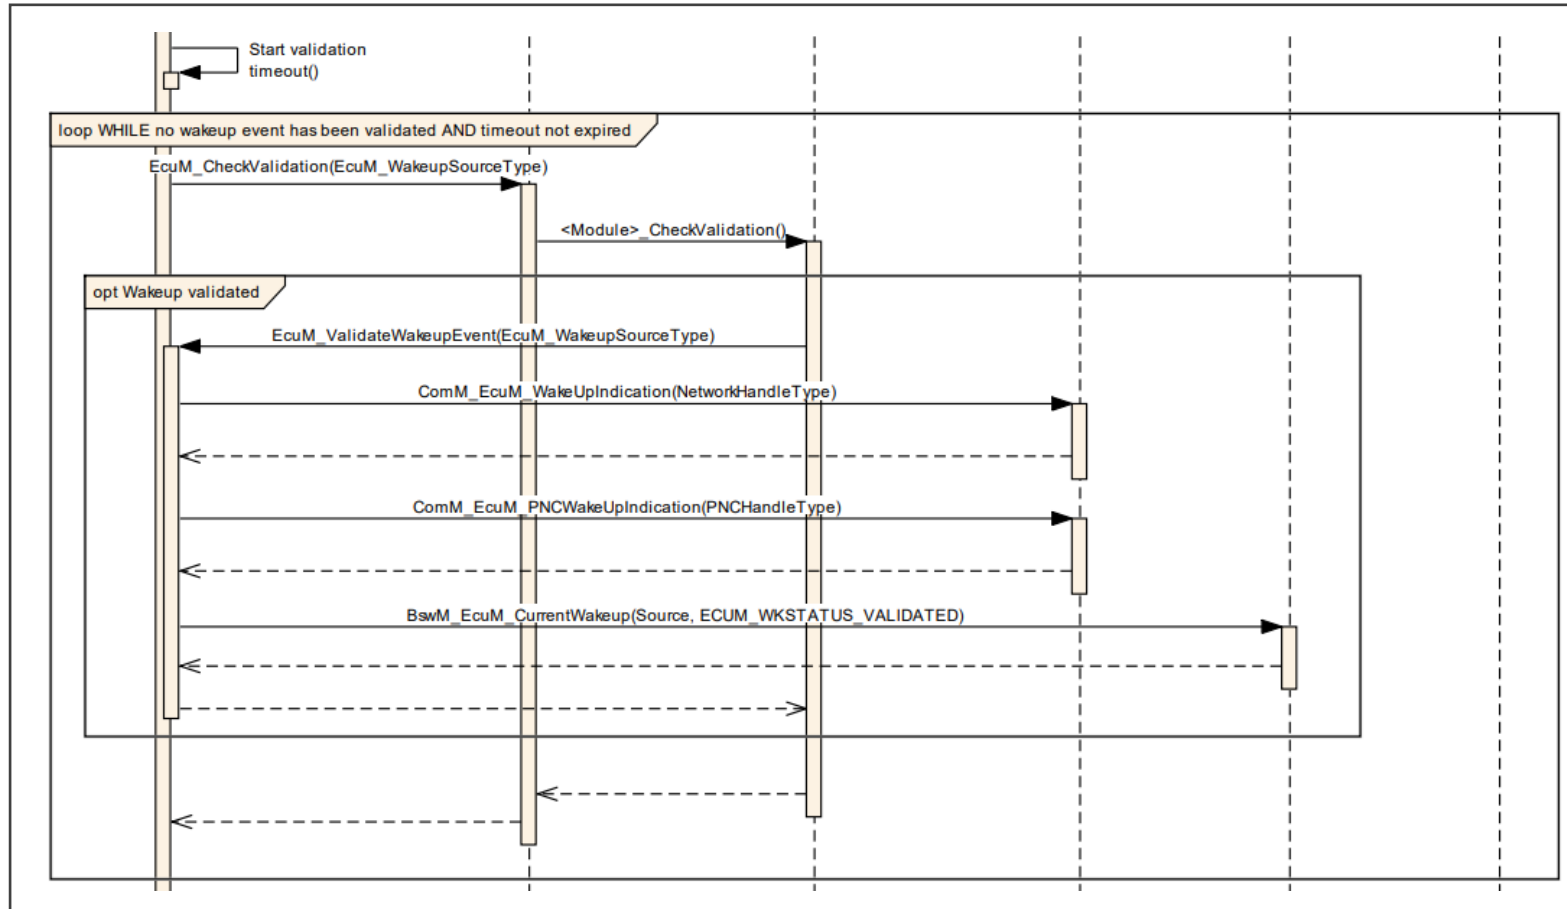 Start validation
timeout()
loop WHILE no wakeup event has been validated AND timeout not expired
EcuM_CheckValidation(EcuM_WakeupSourceType)
<Module>_CheckValidation()
opt Wakeup validated
EcuM_ValidateWakeupEvent(EcuM_WakeupSourceType)
ComM_EcuM_WakeUpIndication(NetworkHandleType)
ComM_EcuM_PNCWakeUpIndication(PNCHandleType)
BswM_EcuM_CurrentWakeup(Source, ECUM_WKSTATUS_VALIDATED)